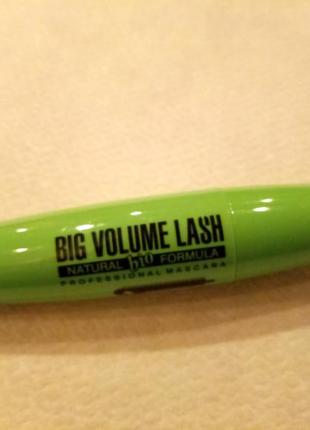 BIG VOLUME LASH
NATURAL bio FORMULA
PROFESSIONAL MASCARA